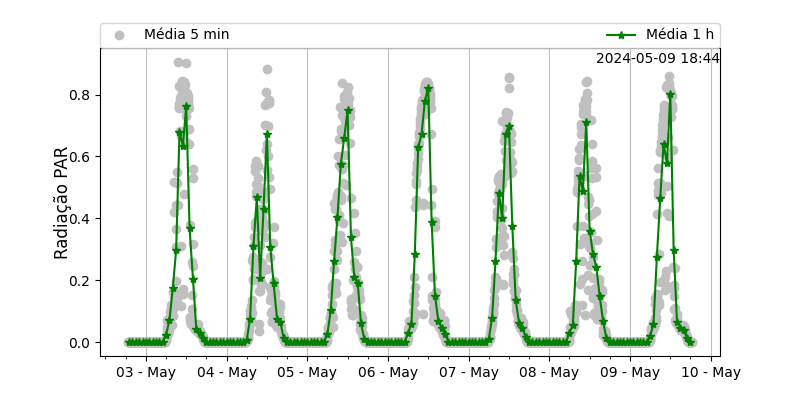 Média 5 min
Média 1 h
2024-05-09 18:44
Radiação PAR
0.8
0.6
0.4
0.2
0.0
03 - May
04 - May
05 - May
06 - May
07 - May
08 - May
09 - May
10 - May